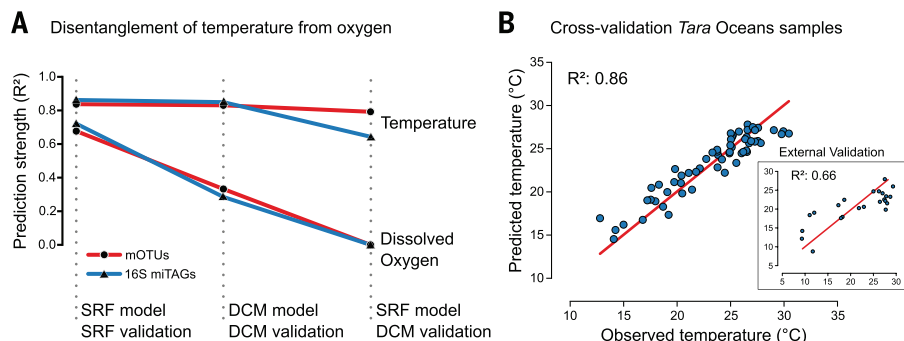 A
Disentanglement of temperature from oxygen
Prediction strength (R²)
1.0
0.8
0.6
0.4
0.2
0.0
Temperature
Dissolved
Oxygen
mOTUs
16S miTAGs
SRF model
SRF validation
DCM model
DCM validation
SRF model
DCM validation
B
Cross-validation Tara Oceans samples
Predicted temperature (°C)
35
30
25
20
15
10
R²: 0.86
10 15 20 25 30 35
Observed temperature (°C)
External Validation
R²: 0.66
30
25
20
15
10
5
5 10 15 20 25 30